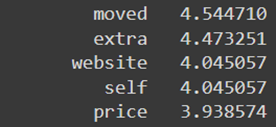 moved 4.544710
extra 4.473251
website 4.045057
self 4.045057
price 3.938574